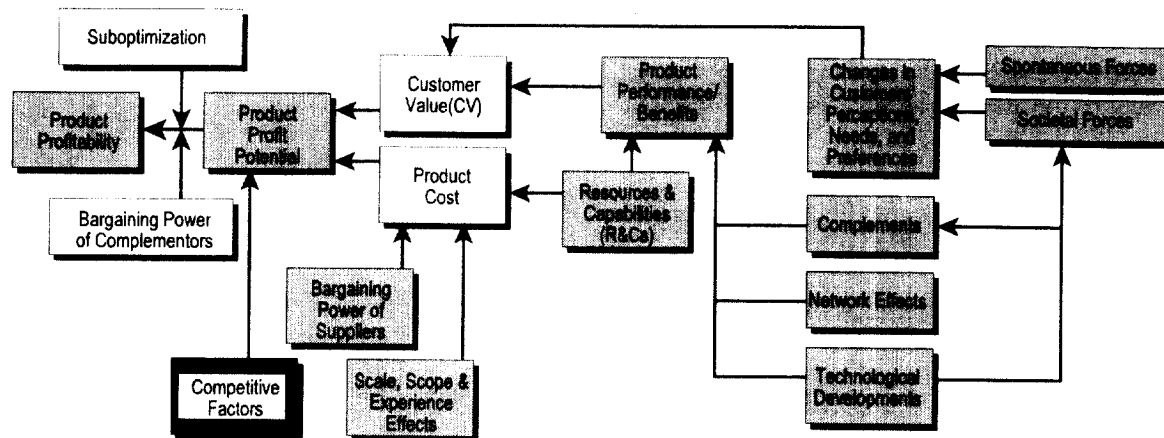 Suboptimization
Product
Profitability
Product
Profit
Potential
Bargaining Power
of Complementors
Competitive
Factors
Customer
Value(CV)
Product
Cost
Bargaining
Power of
Suppliers
Scale, Scope &
Experience
Effects
Product
Performance/
Benefits
Resources &
Capabilities
(R&Cs)
Changes in
Customers'
Perceptions,
Needs, and
Preferences
Complements
Network Effects
Technological
Developments
Spontaneous Forces
Societal Forces